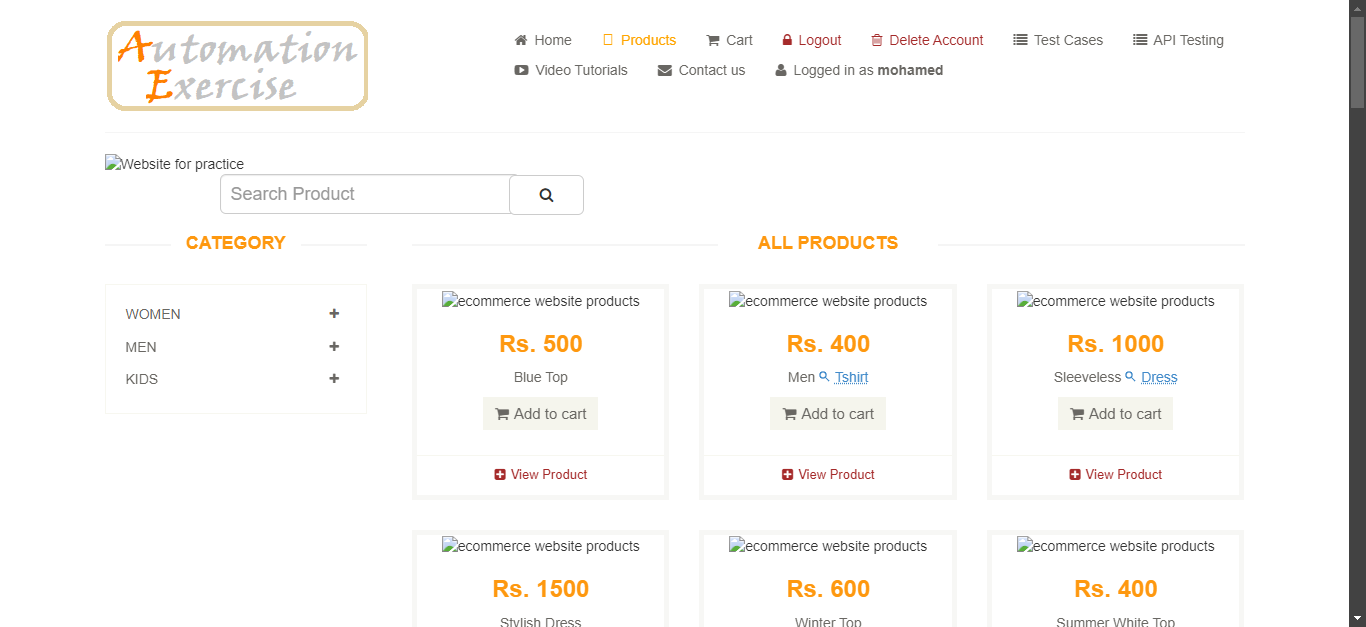 Automation
Exercise
Home Products Cart Logout Delete Account Test Cases API Testing
Video Tutorials Contact us Logged in as mohamed
Website for practice
Search Product
CATEGORY
WOMEN
MEN
KIDS
ALL PRODUCTS
ecommerce website products
Rs. 500
Blue Top
Add to cart
View Product
ecommerce website products
Rs. 400
Men Tshirt
Add to cart
View Product
ecommerce website products
Rs. 1000
Sleeveless Dress
Add to cart
View Product
ecommerce website products
Rs. 1500
Stylish Dress
ecommerce website products
Rs. 600
Winter Top
ecommerce website products
Rs. 400
Summer White Top